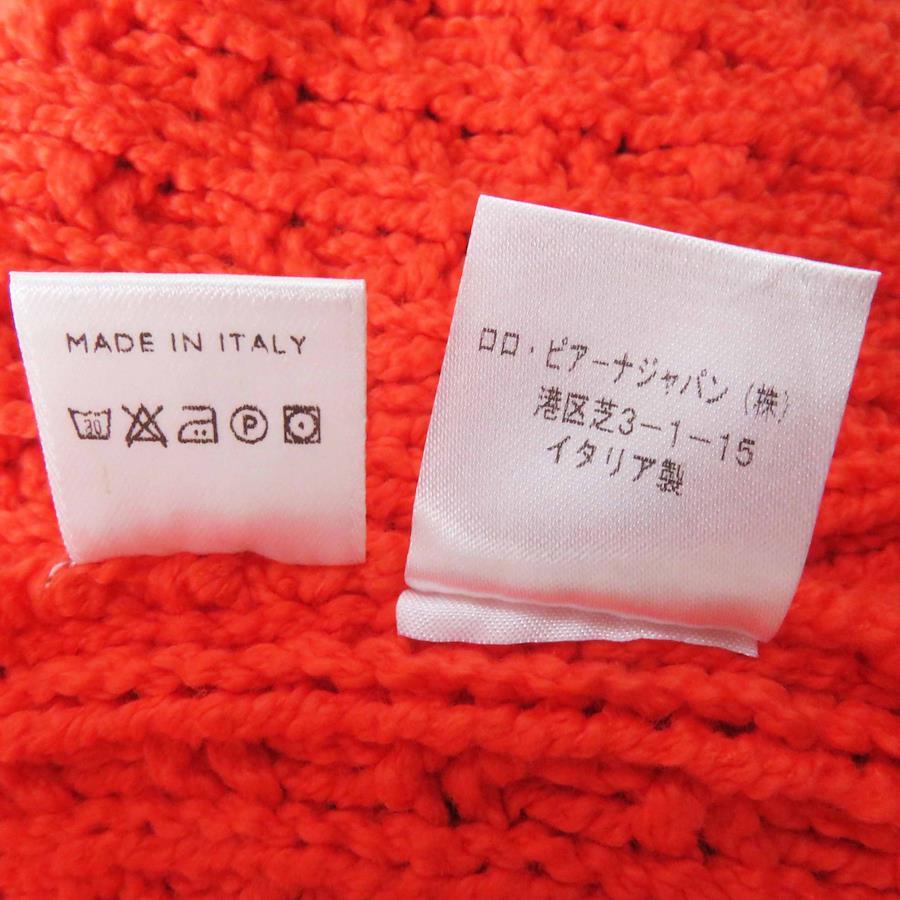 MADE IN ITALY
30 P
ロロ・ピアーナジャパン（株）
港区芝3-1-15
イタリア製